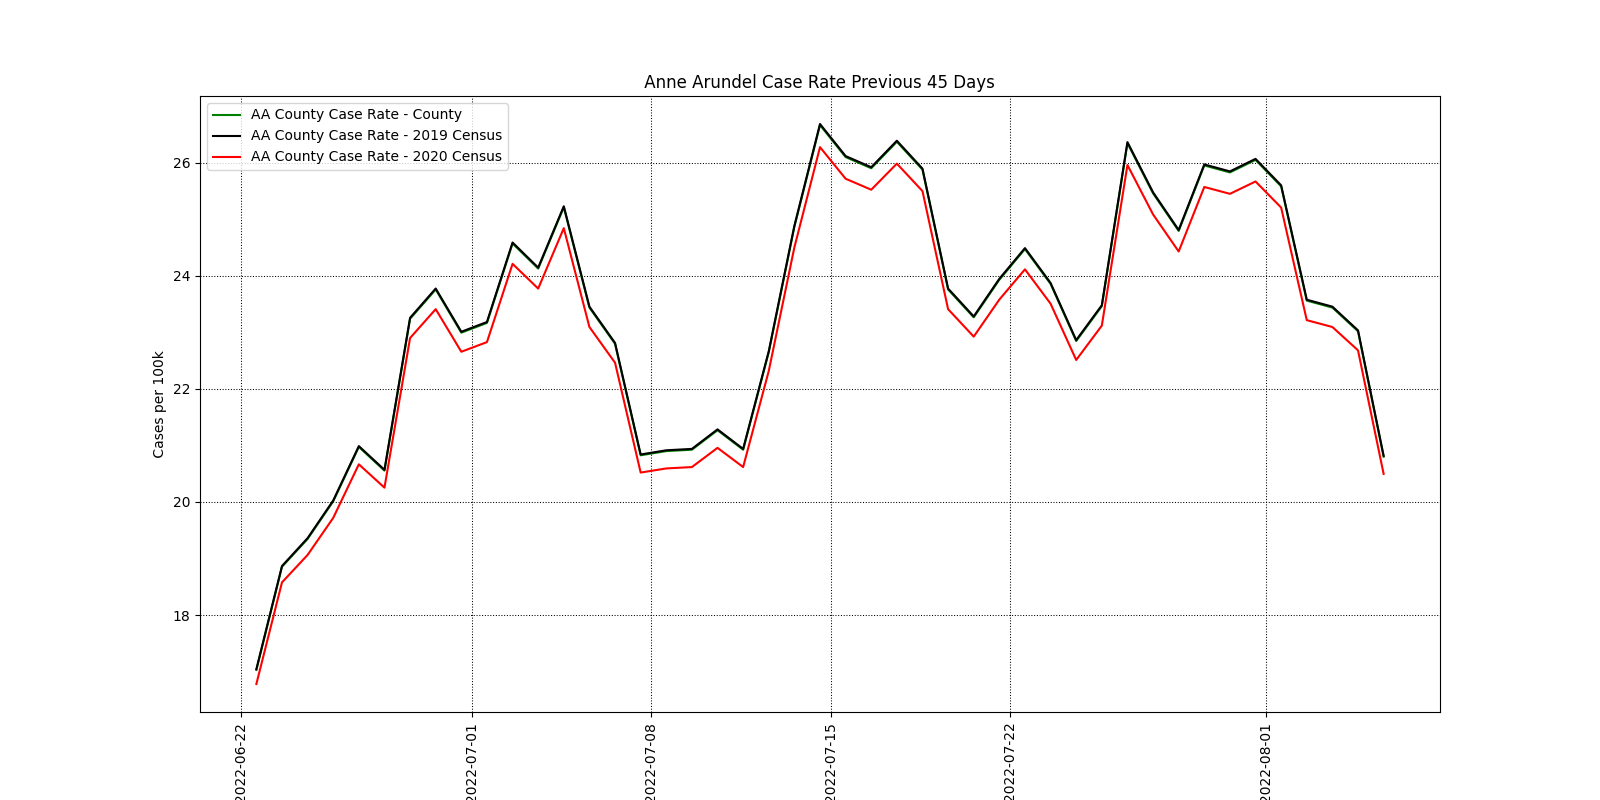 Anne Arundel Case Rate Previous 45 Days
AA County Case Rate - County
AA County Case Rate - 2019 Census
AA County Case Rate - 2020 Census
Cases per 100k
26
24
22
20
18
2022-06-22
2022-07-01
2022-07-08
2022-07-15
2022-07-22
2022-08-01